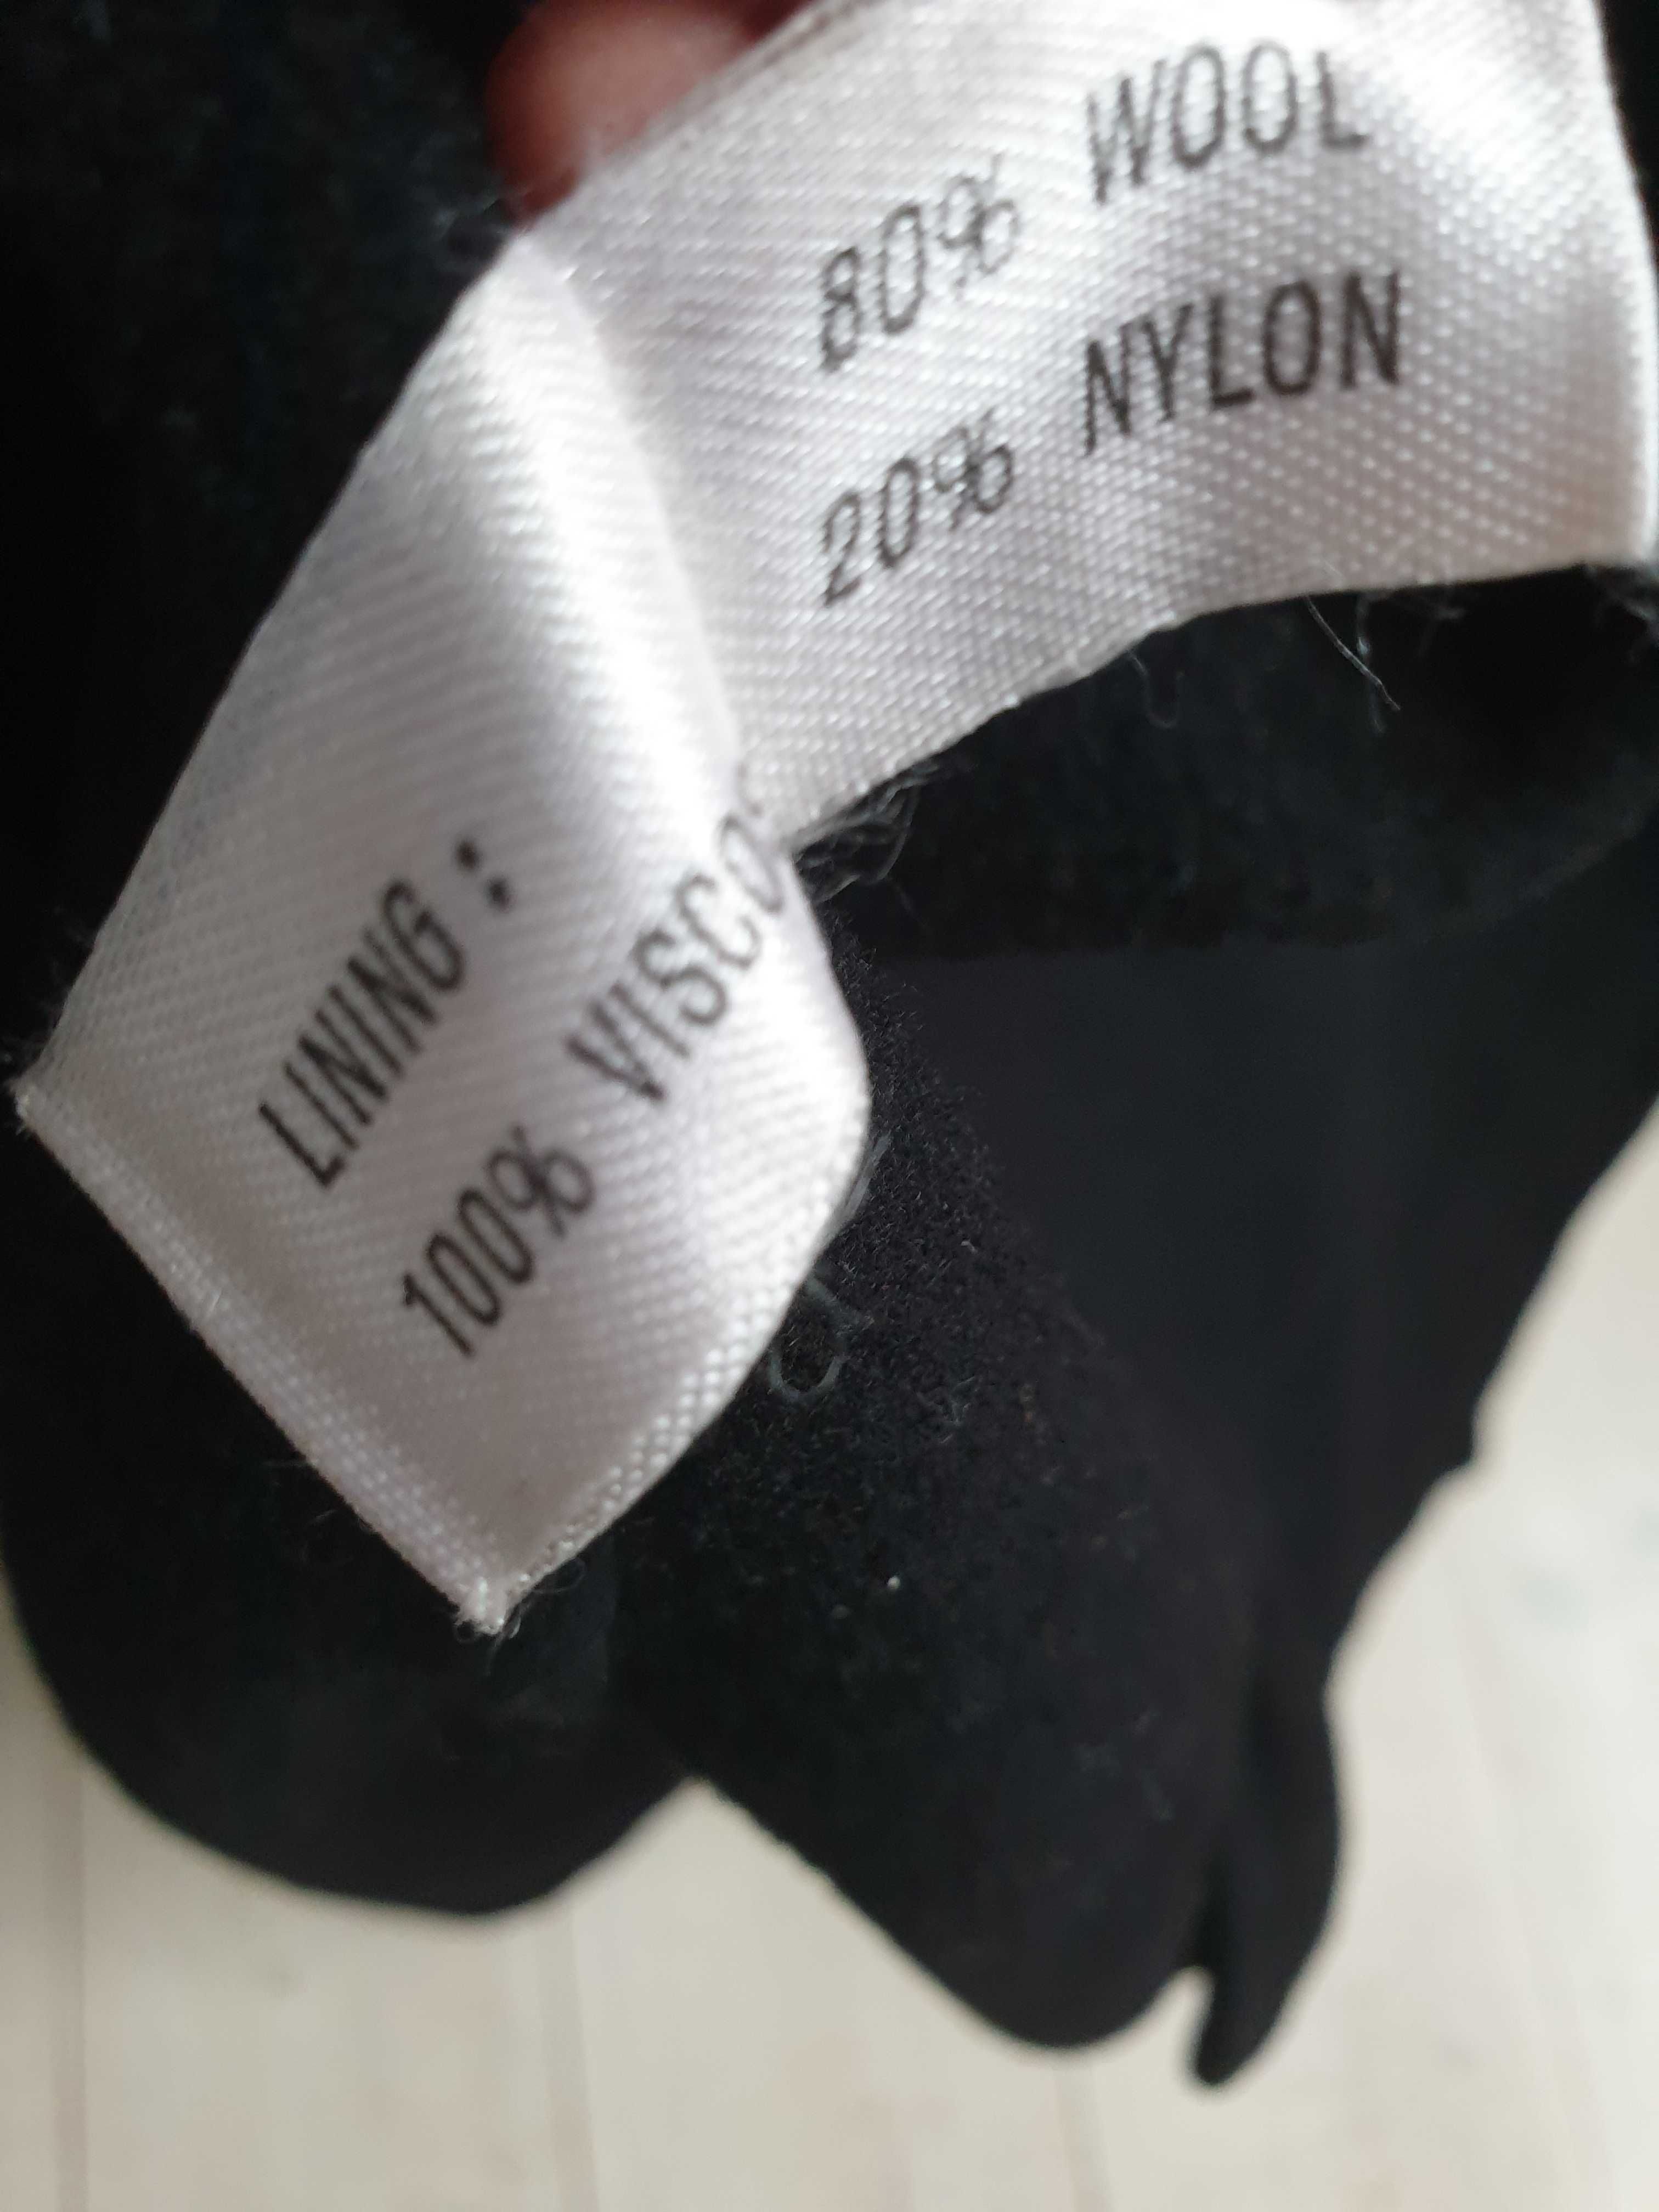 80% WOOL
20% NYLON
LINING :
100% VISCO